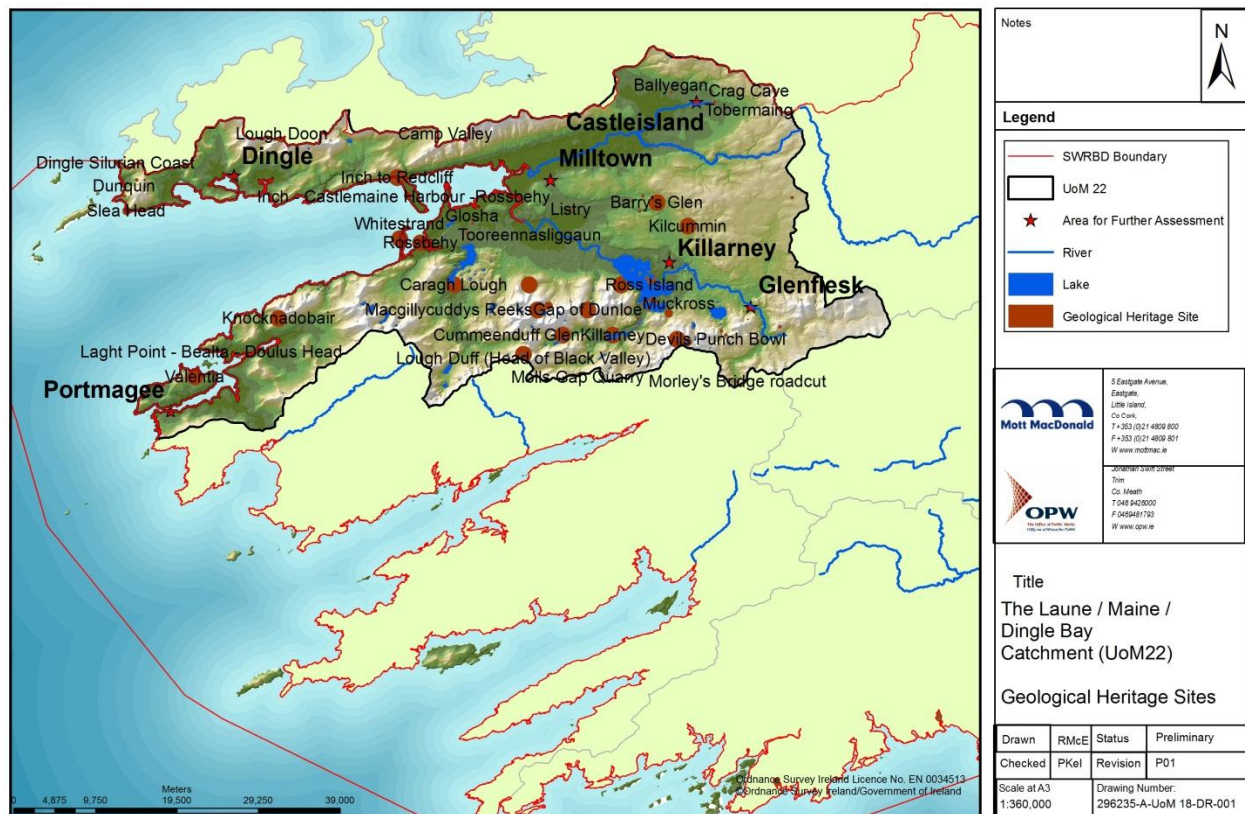 Ballyegan
Crag Cave
Tobermaing
Castleisland
Lough Doon
Camp Valley
Dingle
Milltown
Dingle Silurian Coast
Inch to Redcliff
Dunquin
Inch - Castlemaine Harbour -Rossbehy
Barry's Glen
Slea Head
Listry
Glosha
Whitestrand
Kilcummin
Tooreennasliggaun
Rossbehy
Killarney
Glenflesk
Caragh Lough
Ross Island
Muckross
Macgillycuddys Reeks
Gap of Dunloe
Knocknadobair
Cummeenduff Glen
Killarney
Devils Punch Bowl
Laght Point - Bealta - Doulus Head
Lough Duff (Head of Black Valley)
Valentia
Molls Gap Quarry
Morley's Bridge roadcut
Portmagee
Ordnance Survey Ireland Licence No. EN 0034513
©Ordnance Survey Ireland/Government of Ireland
Meters
0 4,875 9,750 19,500 29,250 39,000
Notes
N
Legend
SWRBD Boundary
UoM 22
Area for Further Assessment
River
Lake
Geological Heritage Site
Mott MacDonald
5 Eastgate Avenue,
Eastgate,
Little Island,
Co Cork,
T +353 (0)21 4809 800
F +353 (0)21 4809 801
W www.mottmac.ie
OPW
The Office of Public Works
Jonathan Swift Street
Trim
Co. Meath
T 046 9426000
F 0469481793
W www.opw.ie
Title
The Laune / Maine /
Dingle Bay
Catchment (UoM22)
Geological Heritage Sites
Drawn RMcE Status Preliminary
Checked PKel Revision P01
Scale at A3
1:360,000
Drawing Number:
296235-A-UoM 18-DR-001